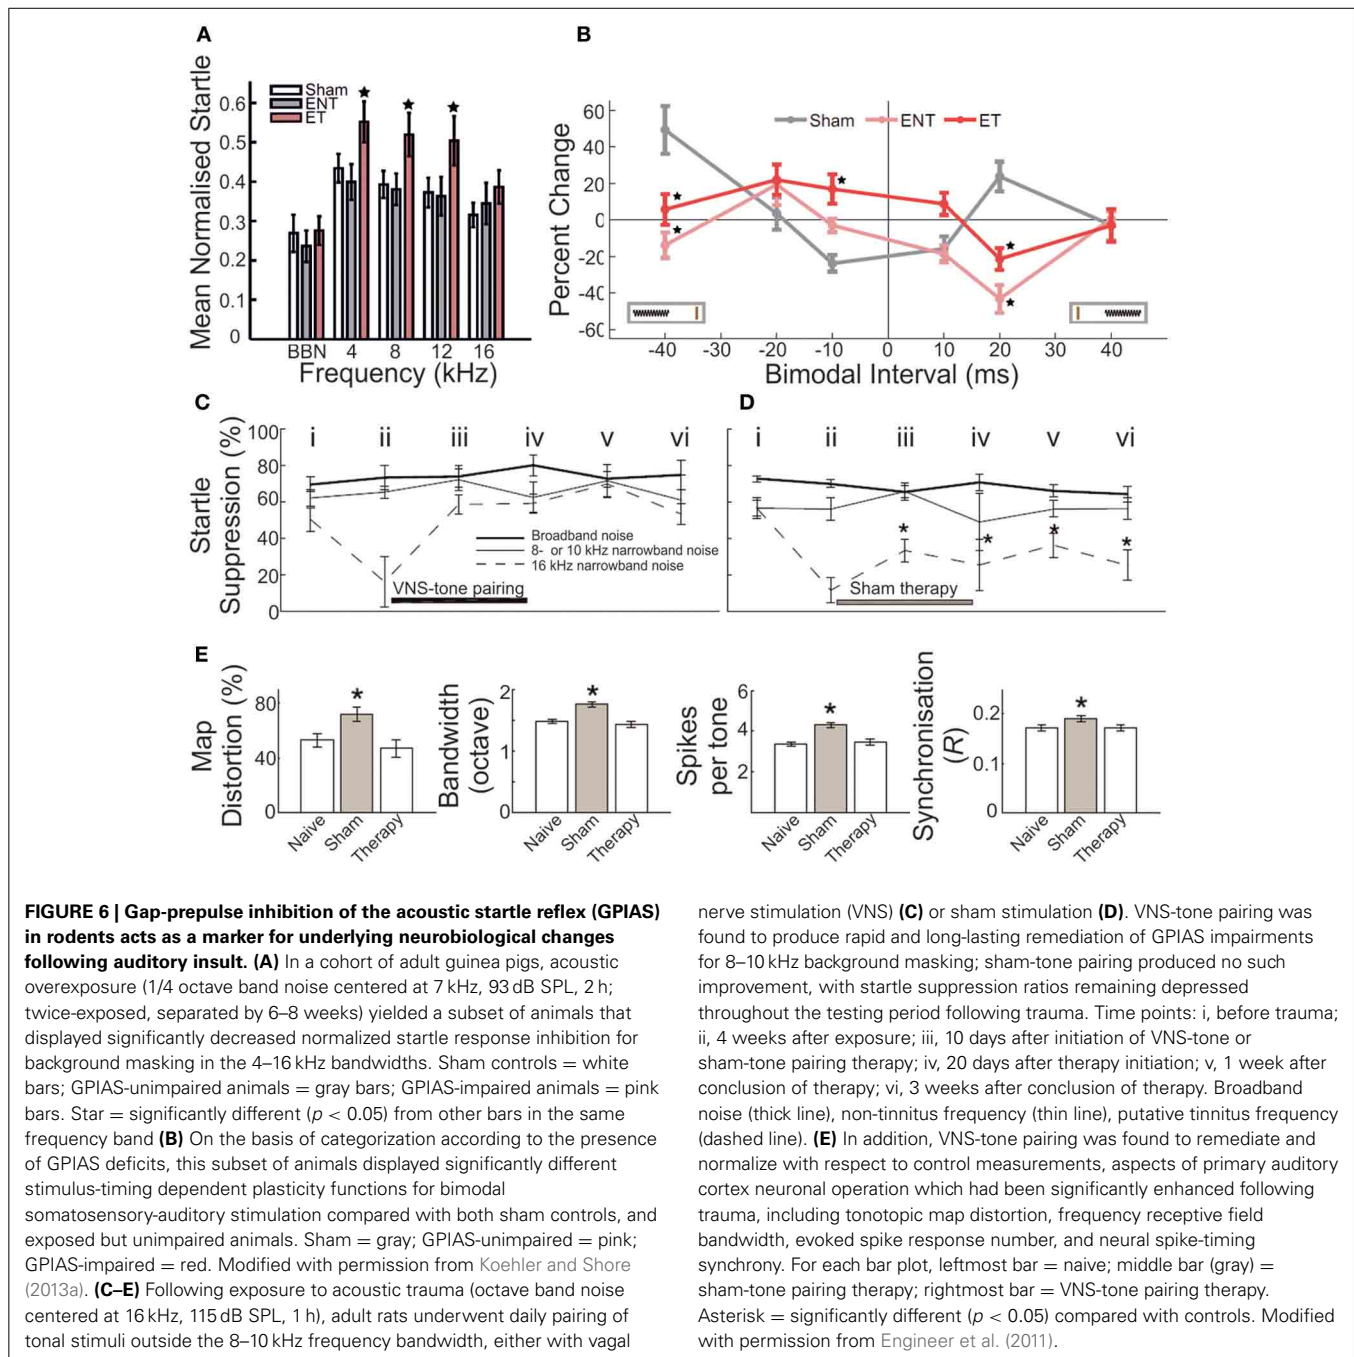 A
Mean Normalised Startle
0.6
0.5
0.4
0.3
0.2
0.1
0
Sham
ENT
ET
BBN 4 8 12 16
Frequency (kHz)
B
Percent Change
60
40
20
0
-20
-40
-60
Sham ENT ET
-40 -30 -20 -10 0 10 20 30 40
Bimodal Interval (ms)
C
Startle
Suppression (%)
100
80
60
40
20
0
i ii iii iv v vi
Broadband noise
8- or 10 kHz narrowband noise
16 kHz narrowband noise
VNS-tone pairing
D
i ii iii iv v vi
* * * *
Sham therapy
E
Map
Distortion (%)
80
40
0
*
Naive Sham Therapy
Bandwidth
(octave)
2
1
0
*
Naive Sham Therapy
Spikes
per tone
6
4
2
*
Naive Sham Therapy
Synchronisation
(R)
0.2
0.1
0
*
Naive Sham Therapy
FIGURE 6 | Gap-prepulse inhibition of the acoustic startle reflex (GPIAS)
in rodents acts as a marker for underlying neurobiological changes
following auditory insult. (A) In a cohort of adult guinea pigs, acoustic
overexposure (1/4 octave band noise centered at 7 kHz, 93 dB SPL, 2 h;
twice-exposed, separated by 6–8 weeks) yielded a subset of animals that
displayed significantly decreased normalized startle response inhibition for
background masking in the 4–16 kHz bandwidths. Sham controls = white
bars; GPIAS-unimpaired animals = gray bars; GPIAS-impaired animals = pink
bars. Star = significantly different (p < 0.05) from other bars in the same
frequency band (B) On the basis of categorization according to the presence
of GPIAS deficits, this subset of animals displayed significantly different
stimulus-timing dependent plasticity functions for bimodal
somatosensory-auditory stimulation compared with both sham controls, and
exposed but unimpaired animals. Sham = gray; GPIAS-unimpaired = pink;
GPIAS-impaired = red. Modified with permission from Koehler and Shore
(2013a). (C–E) Following exposure to acoustic trauma (octave band noise
centered at 16 kHz, 115 dB SPL, 1 h), adult rats underwent daily pairing of
tonal stimuli outside the 8–10 kHz frequency bandwidth, either with vagal
nerve stimulation (VNS) (C) or sham stimulation (D). VNS-tone pairing was
found to produce rapid and long-lasting remediation of GPIAS impairments
for 8–10 kHz background masking; sham-tone pairing produced no such
improvement, with startle suppression ratios remaining depressed
throughout the testing period following trauma. Time points: i, before trauma;
ii, 4 weeks after exposure; iii, 10 days after initiation of VNS-tone or
sham-tone pairing therapy; iv, 20 days after therapy initiation; v, 1 week after
conclusion of therapy; vi, 3 weeks after conclusion of therapy. Broadband
noise (thick line), non-tinnitus frequency (thin line), putative tinnitus frequency
(dashed line). (E) In addition, VNS-tone pairing was found to remediate and
normalize with respect to control measurements, aspects of primary auditory
cortex neuronal operation which had been significantly enhanced following
trauma, including tonotopic map distortion, frequency receptive field
bandwidth, evoked spike response number, and neural spike-timing
synchrony. For each bar plot, leftmost bar = naive; middle bar (gray) =
sham-tone pairing therapy; rightmost bar = VNS-tone pairing therapy.
Asterisk = significantly different (p < 0.05) compared with controls. Modified
with permission from Engineer et al. (2011).